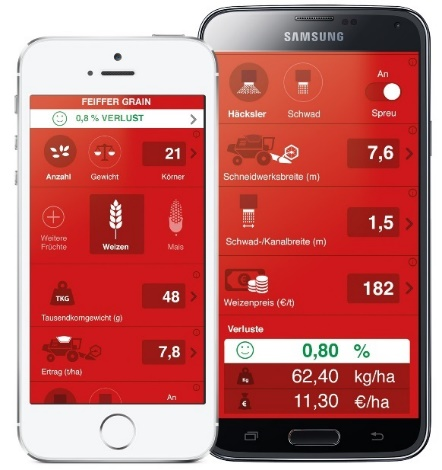 FEIFFER GRAIN
0,8 % VERLUST
Anzahl
Gewicht
21
Körner
Weitere
Früchte
Weizen
Mais
TKG
48
Tausendkorngewicht (g)
7,8
Ertrag (t/ha)
An
SAMSUNG
Häcksler
Schwad
An
Spreu
7,6
Schneidwerksbreite (m)
1,5
Schwad-/Kanalbreite (m)
182
Weizenpreis (€/t)
Verluste
0,80 %
Kg
62,40 kg/ha
€
11,30 €/ha